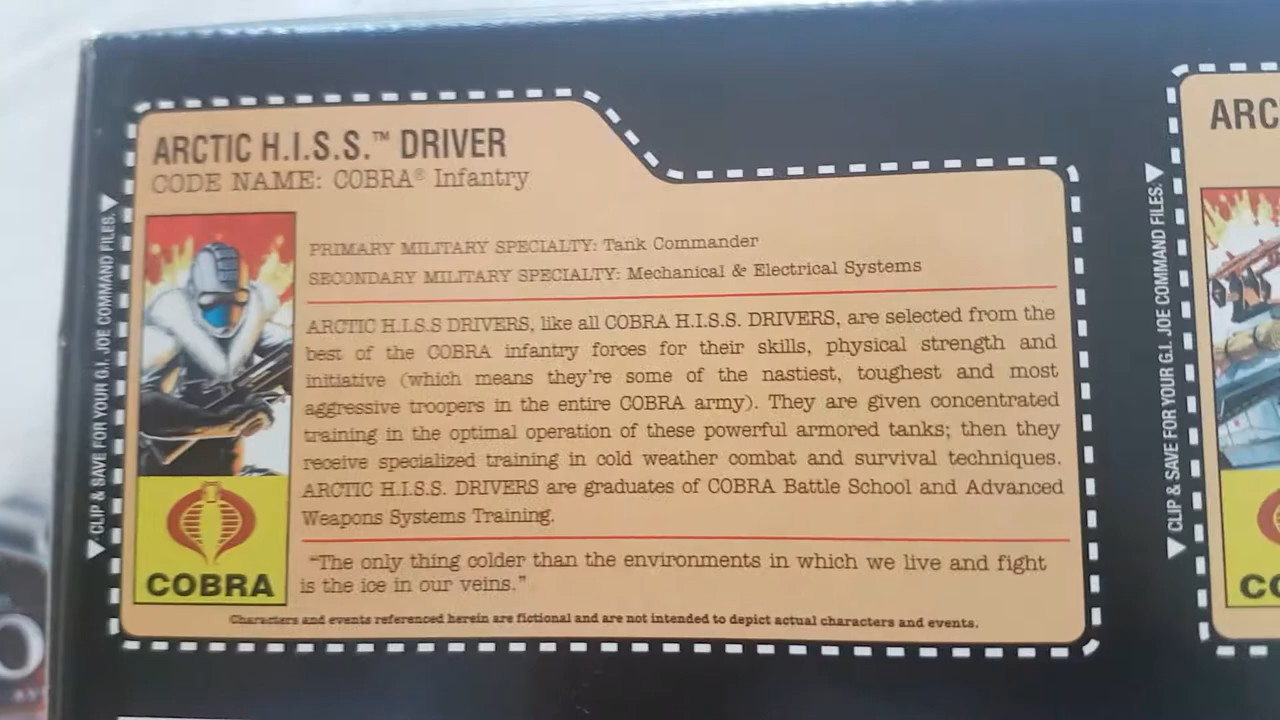 ARCTIC H.I.S.S.™ DRIVER
CODE NAME: COBRA® Infantry
PRIMARY MILITARY SPECIALTY: Tank Commander
SECONDARY MILITARY SPECIALTY: Mechanical & Electrical Systems
ARCTIC H.I.S.S DRIVERS, like all COBRA H.I.S.S. DRIVERS, are selected from the
best of the COBRA infantry forces for their skills, physical strength and
initiative (which means they're some of the nastiest, toughest and most
aggressive troopers in the entire COBRA army). They are given concentrated
training in the optimal operation of these powerful armored tanks; then they
receive specialized training in cold weather combat and survival techniques.
ARCTIC H.I.S.S. DRIVERS are graduates of COBRA Battle School and Advanced
Weapons Systems Training.
"The only thing colder than the environments in which we live and fight
is the ice in our veins."
Characters and events referenced herein are fictional and are not intended to depict actual characters and events.
COBRA
▼CLIP & SAVE FOR YOUR G.I. JOE COMMAND FILES.▼
▼CLIP & SAVE FOR YOUR G.I. JOE COMMAND FILES.▼
ARC
CO